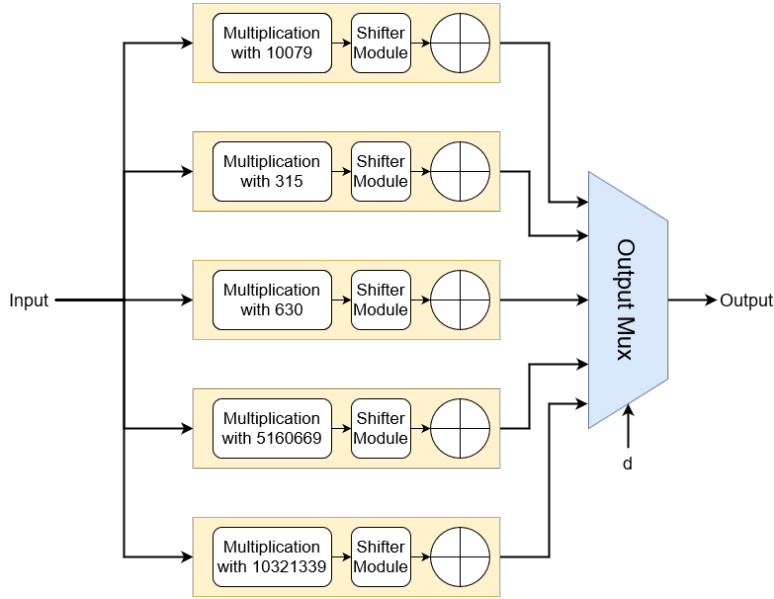 Multiplication
with 10079
Shifter
Module
Multiplication
with 315
Shifter
Module
Input
Multiplication
with 630
Shifter
Module
Output Mux
Output
Multiplication
with 5160669
Shifter
Module
d
Multiplication
with 10321339
Shifter
Module